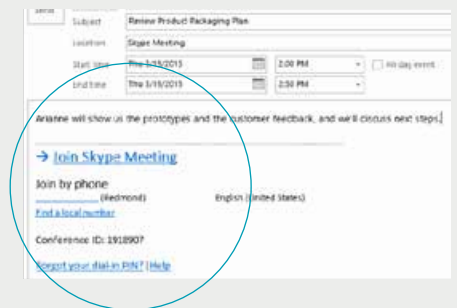 Send
Subject Review Product Packaging Plan
Location Skype Meeting
Start time Thu 3/19/2015 2:00 PM All day event
End time Thu 3/19/2015 2:50 PM
Arianne will show us the prototypes and the customer feedback, and we'll discuss next steps.
→ Join Skype Meeting
Join by phone
(Redmond) English (United States)
Find a local number
Conference ID: 1918907
Forgot your dial-in PIN? | Help